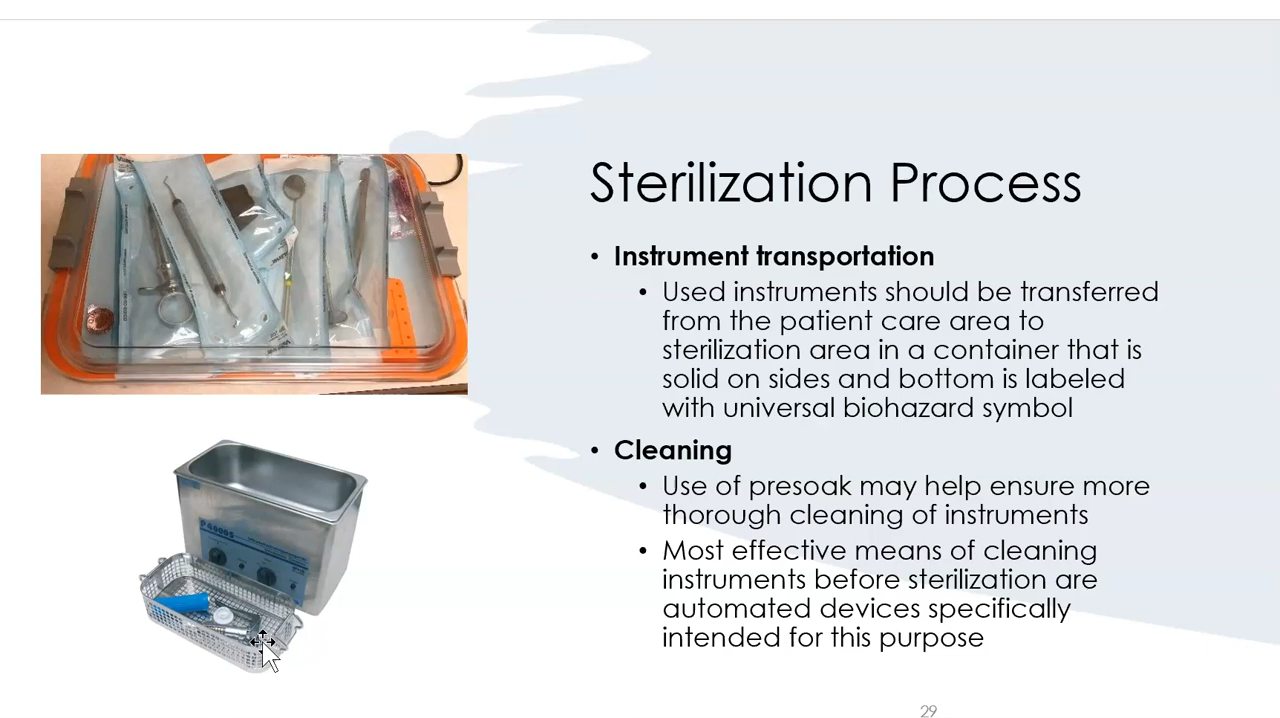 Sterilization Process
• Instrument transportation
• Used instruments should be transferred
from the patient care area to
sterilization area in a container that is
solid on sides and bottom is labeled
with universal biohazard symbol
• Cleaning
• Use of presoak may help ensure more
thorough cleaning of instruments
• Most effective means of cleaning
instruments before sterilization are
automated devices specifically
intended for this purpose
29